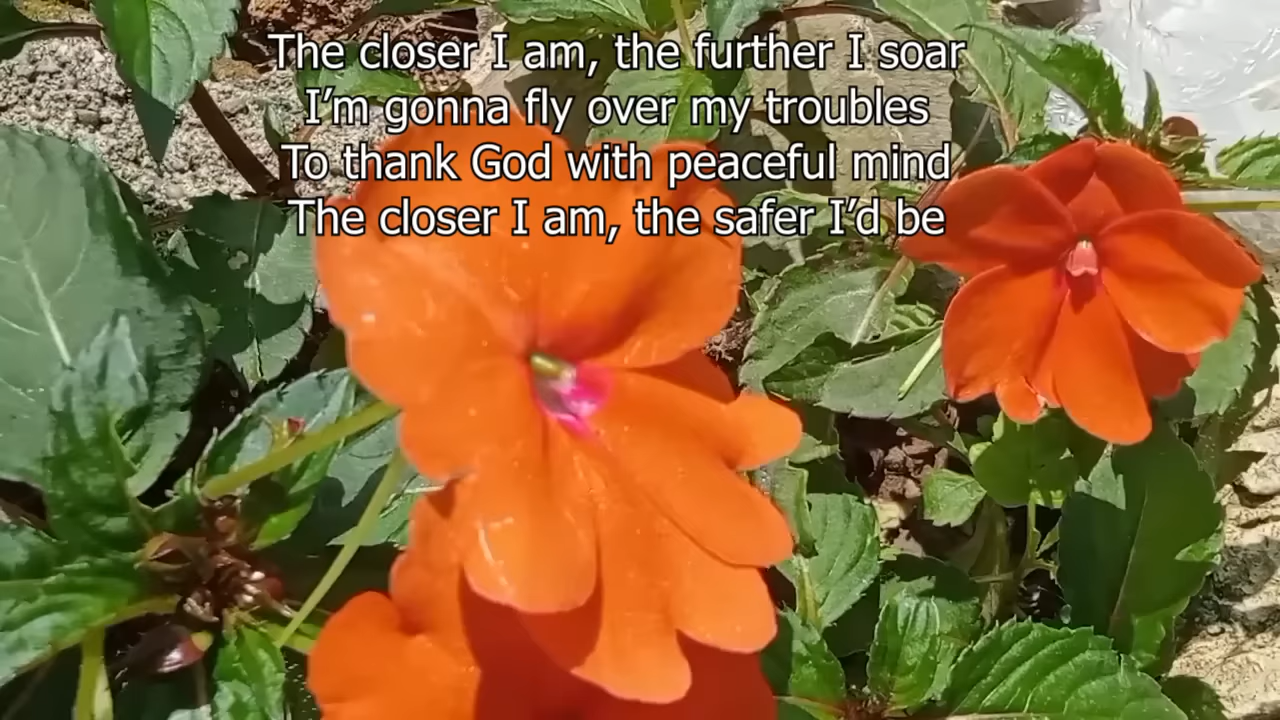 The closer I am, the further I soar
I’m gonna fly over my troubles
To thank God with peaceful mind
The closer I am, the safer I’d be